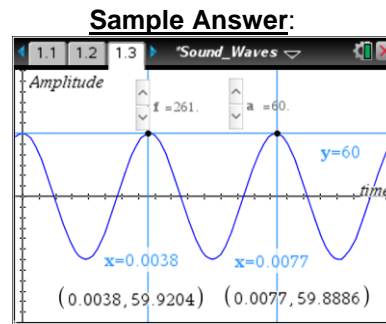 Sample Answer:
1.1 1.2 1.3 *Sound_Waves
Amplitude
f =261. a =60.
y=60
time
x=0.0038 x=0.0077
(0.0038,59.9204) (0.0077,59.8886)